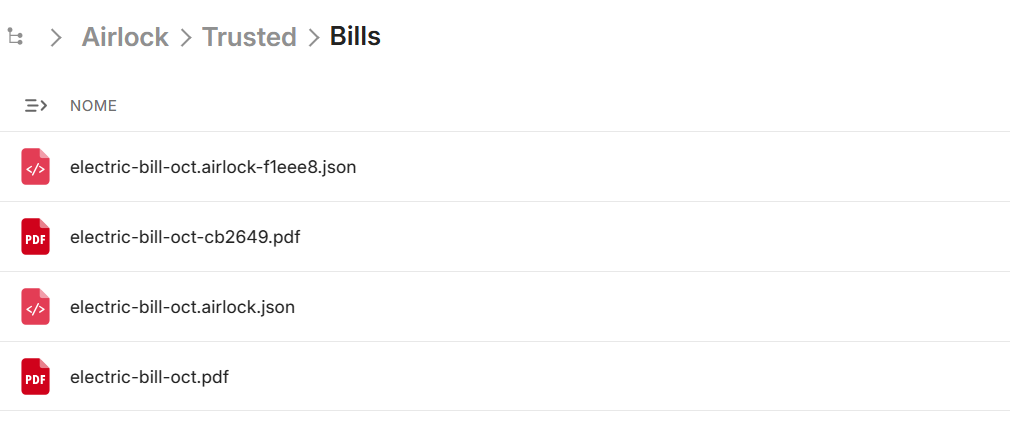 Airlock > Trusted > Bills
NOME
electric-bill-oct.airlock-f1eee8.json
PDF electric-bill-oct-cb2649.pdf
electric-bill-oct.airlock.json
PDF electric-bill-oct.pdf